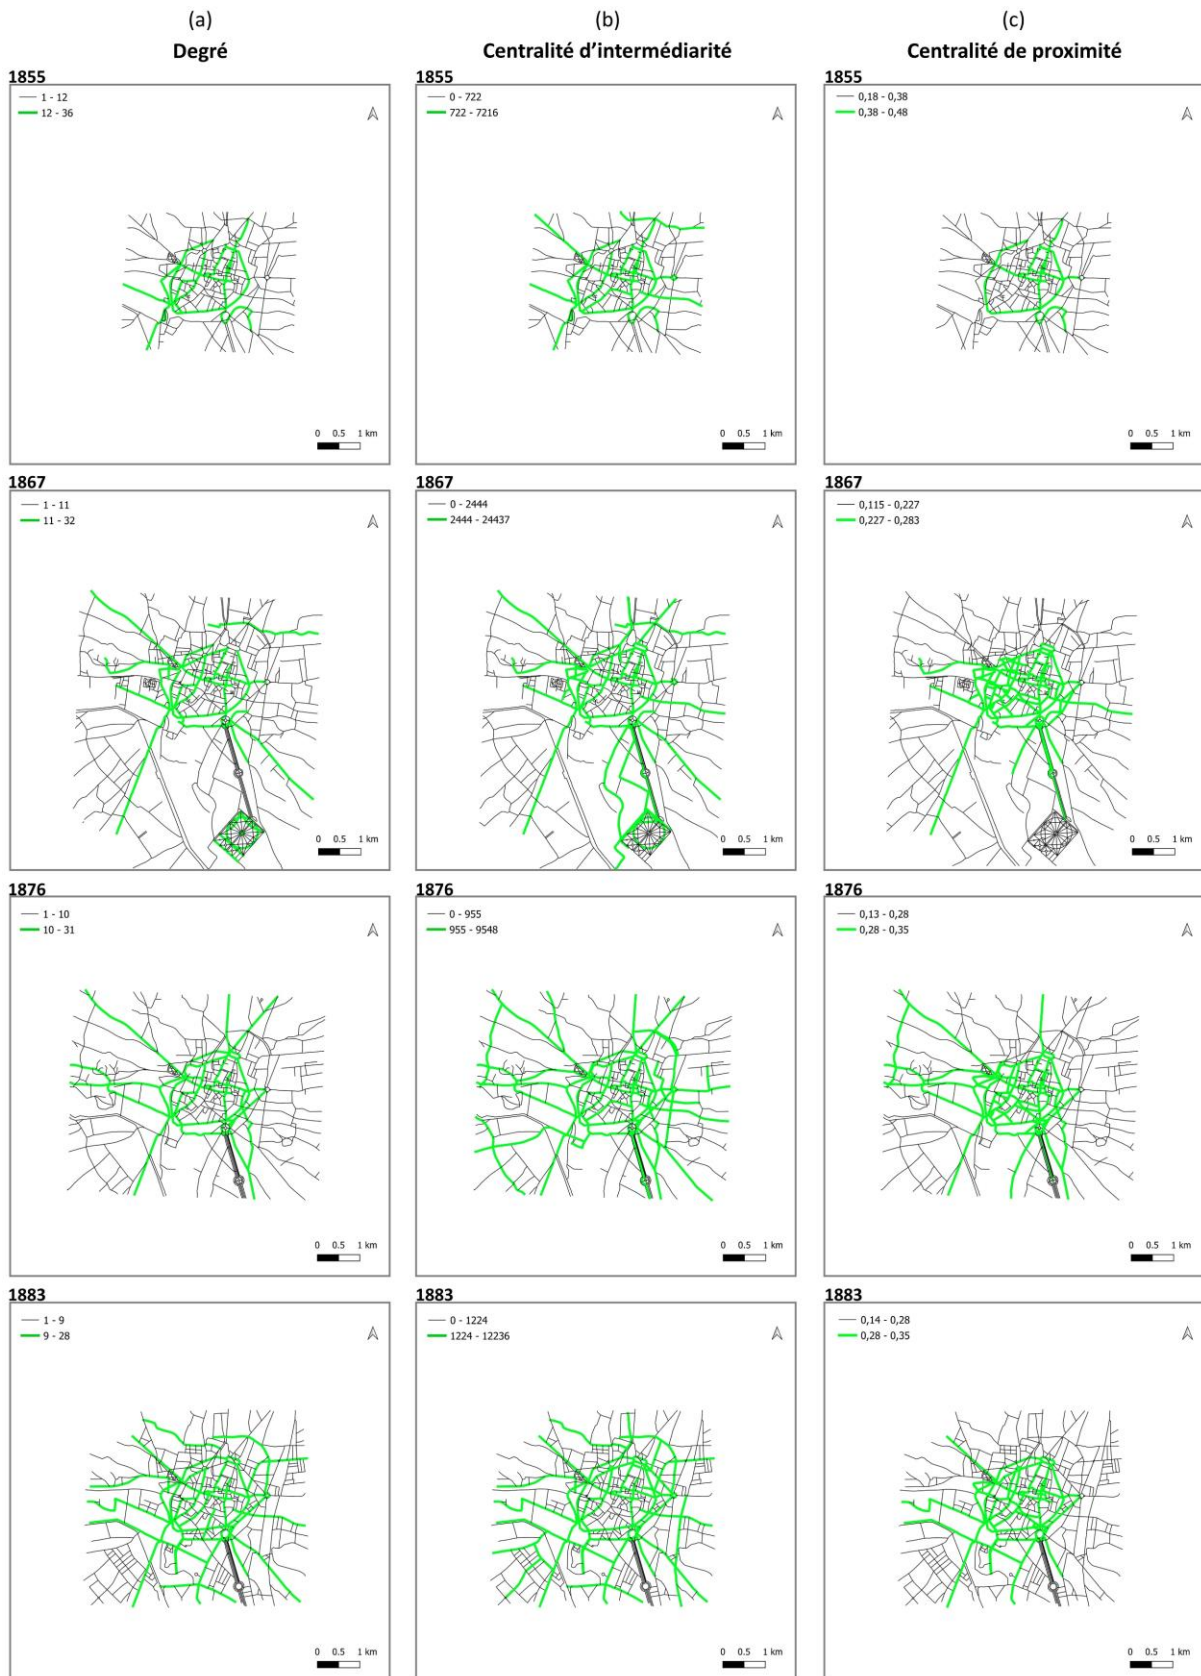 (a)
(b)
(c)
Degré
Centralité d'intermédiarité
Centralité de proximité
1855
1 - 12
12 - 36
0 0.5 1 km
1855
0 - 722
722 - 7216
0 0.5 1 km
1855
0,18 - 0,38
0,38 - 0,48
0 0.5 1 km
1867
1 - 11
11 - 32
0 0.5 1 km
1867
0 - 2444
2444 - 24437
0 0.5 1 km
1867
0,115 - 0,227
0,227 - 0,283
0 0.5 1 km
1876
1 - 10
10 - 31
0 0.5 1 km
1876
0 - 955
955 - 9548
0 0.5 1 km
1876
0,13 - 0,28
0,28 - 0,35
0 0.5 1 km
1883
1 - 9
9 - 28
0 0.5 1 km
1883
0 - 1224
1224 - 12236
0 0.5 1 km
1883
0,14 - 0,28
0,28 - 0,35
0 0.5 1 km